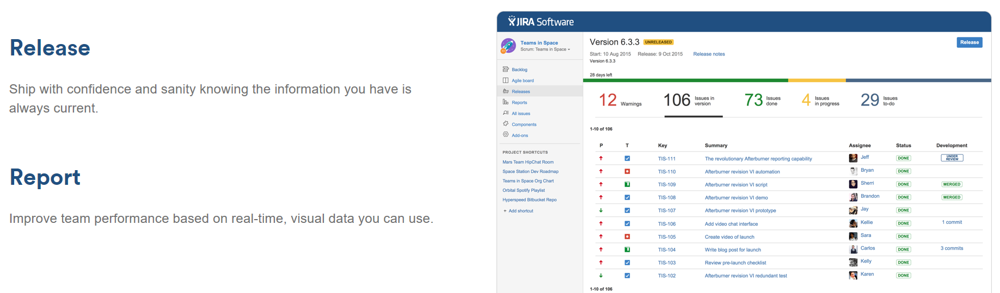 Release
Ship with confidence and sanity knowing the information you have is
always current.
Report
Improve team performance based on real-time, visual data you can use.
JIRA Software
Teams in Space
Scrum: Teams in Space
Backlog
Agile board
Releases
Reports
All issues
Components
Add-ons
PROJECT SHORTCUTS
Mars Team HipChat Room
Space Station Dev Roadmap
Teams in Space Org Chart
Orbital Spotify Playlist
Hyperspeed Bitbucket Repo
+ Add shortcut
Version 6.3.3 UNRELEASED Release
Start: 10 Aug 2015 Release: 9 Oct 2015 Release notes
Version 6.3.3
28 days left
12 Warnings
106 Issues in version
73 Issues done
4 Issues in progress
29 Issues to-do
1-10 of 106
P T Key Summary Assignee Status Development
TIS-111 The revolutionary Afterburner reporting capability Jeff DONE UNDER REVIEW
TIS-110 Afterburner revision VI automation Bryan DONE
TIS-109 Afterburner revision VI script Sherri DONE MERGED
TIS-108 Afterburner revision VI demo Brandon DONE MERGED
TIS-107 Afterburner revision VI prototype Jay DONE
TIS-106 Add video chat interface Kellie DONE 1 commit
TIS-105 Create video of launch Sara DONE
TIS-104 Write blog post for launch Carlos DONE 3 commits
TIS-103 Review pre-launch checklist Kelly DONE
TIS-102 Afterburner revision VI redundant test Karen DONE
1-10 of 106